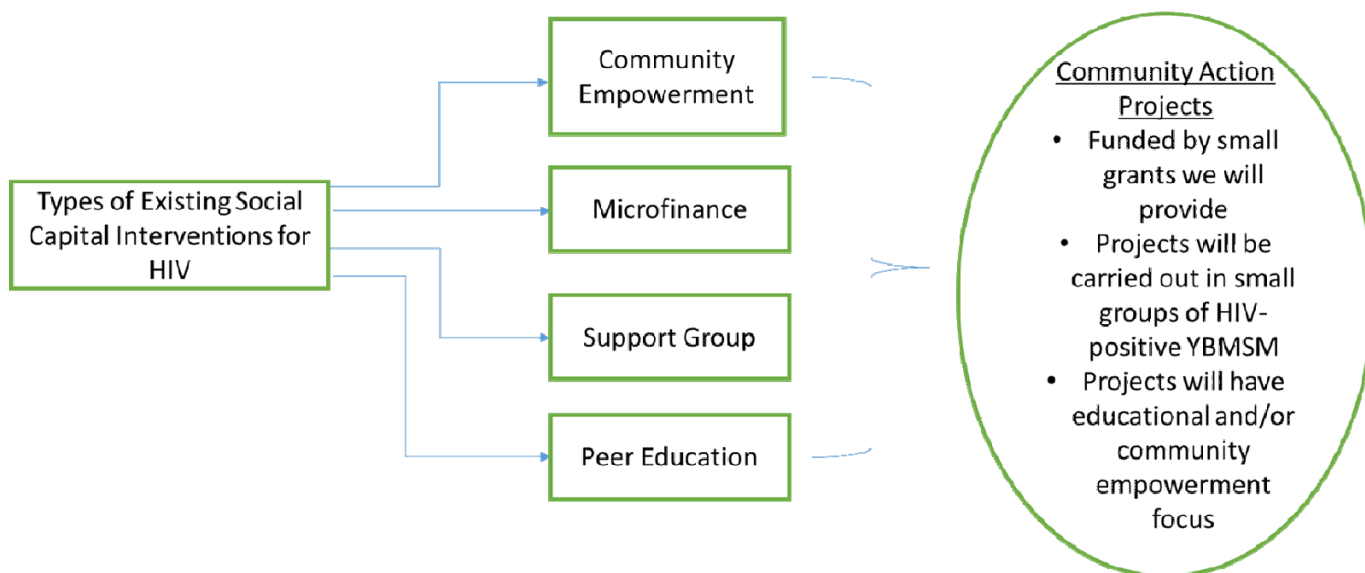 Types of Existing Social
Capital Interventions for
HIV
Community
Empowerment
Microfinance
Support Group
Peer Education
Community Action
Projects
• Funded by small
grants we will
provide
• Projects will be
carried out in small
groups of HIV-
positive YBMSM
• Projects will have
educational and/or
community
empowerment
focus